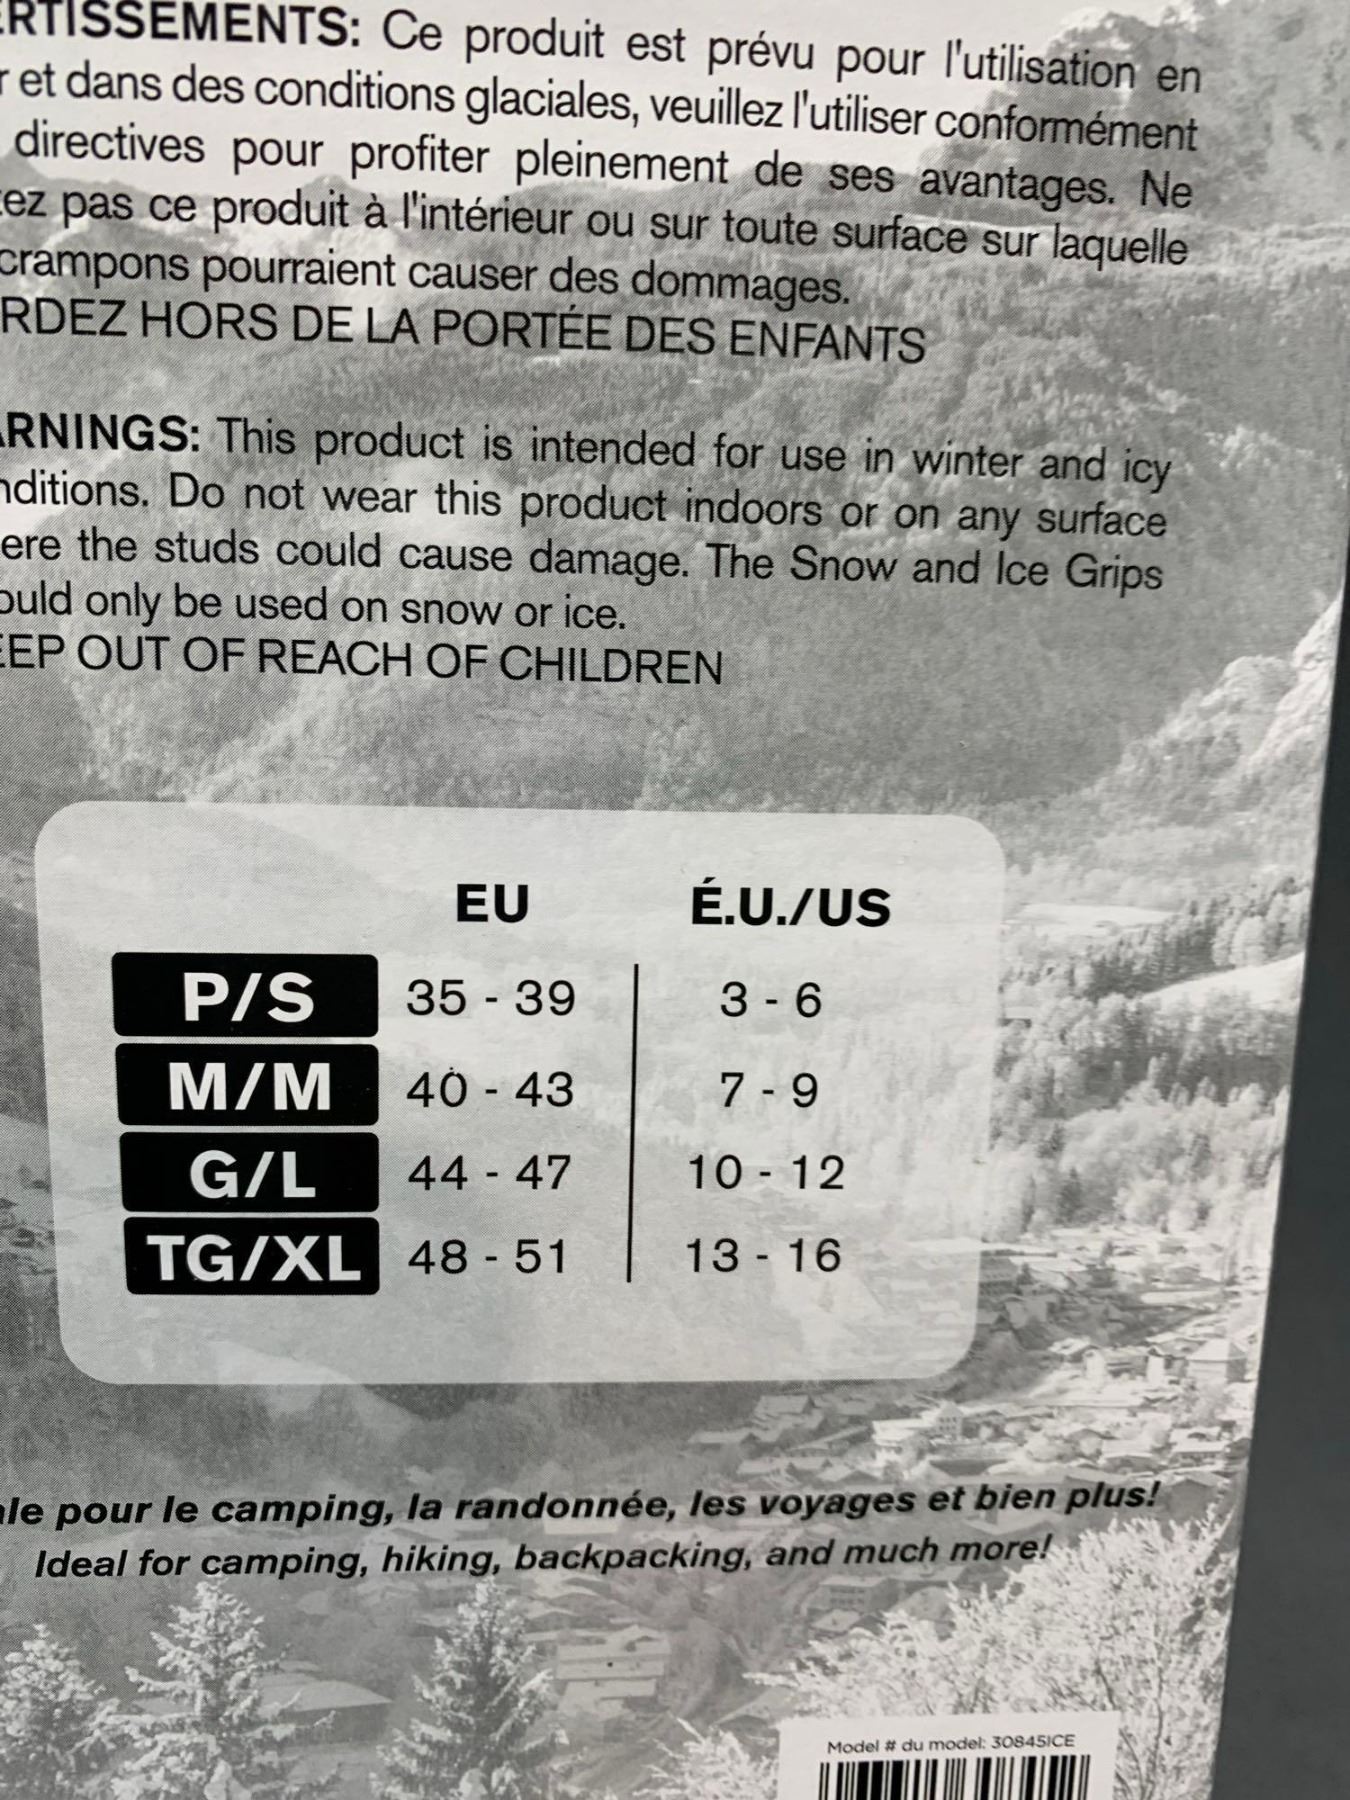 ERTISSEMENTS: Ce produit est prévu pour l'utilisation en
r et dans des conditions glaciales, veuillez l'utiliser conformément
directives pour profiter pleinement de ses avantages. Ne
tez pas ce produit à l'intérieur ou sur toute surface sur laquelle
crampons pourraient causer des dommages.
RDEZ HORS DE LA PORTÉE DES ENFANTS
ARNINGS: This product is intended for use in winter and icy
nditions. Do not wear this product indoors or on any surface
ere the studs could cause damage. The Snow and Ice Grips
ould only be used on snow or ice.
EEP OUT OF REACH OF CHILDREN
EU É.U./US
P/S 35 - 39 3 - 6
M/M 40 - 43 7 - 9
G/L 44 - 47 10 - 12
TG/XL 48 - 51 13 - 16
ale pour le camping, la randonnée, les voyages et bien plus!
Ideal for camping, hiking, backpacking, and much more!
Model # du model: 30845ICE